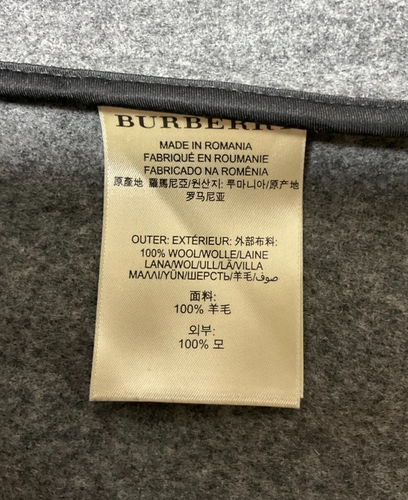 BURBERRY
MADE IN ROMANIA
FABRIQUÉ EN ROUMANIE
FABRICADO NA ROMÉNIA
原產地 羅馬尼亞/원산지: 루마니아/原产地
罗马尼亚
OUTER: EXTÉRIEUR: 外部布料:
100% WOOL/WOLLE/LAINE
LANA/WOL/ULL/LÃ/VILLA
ΜΑΛΛΙ/YÜN/ШЕРСТЬ/羊毛/صوف
面料:
100% 羊毛
외부:
100% 모